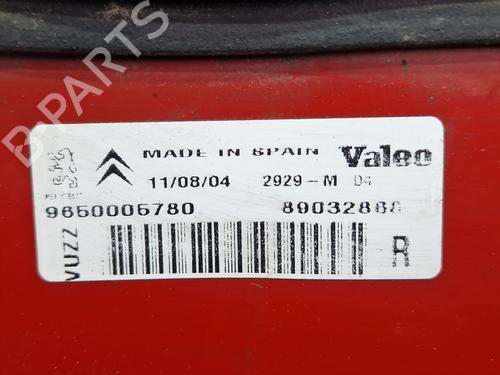 MADE IN SPAIN Valeo
11/08/04 2929-M 04
9650005780 89032888
VUZZ
R
B-PARTS